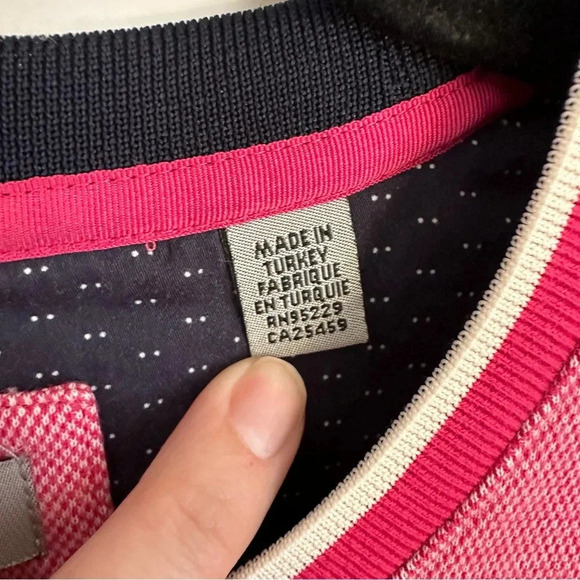 MADE IN
TURKEY
FABRIQUE
EN TURQUIE
RN95229
CA25459